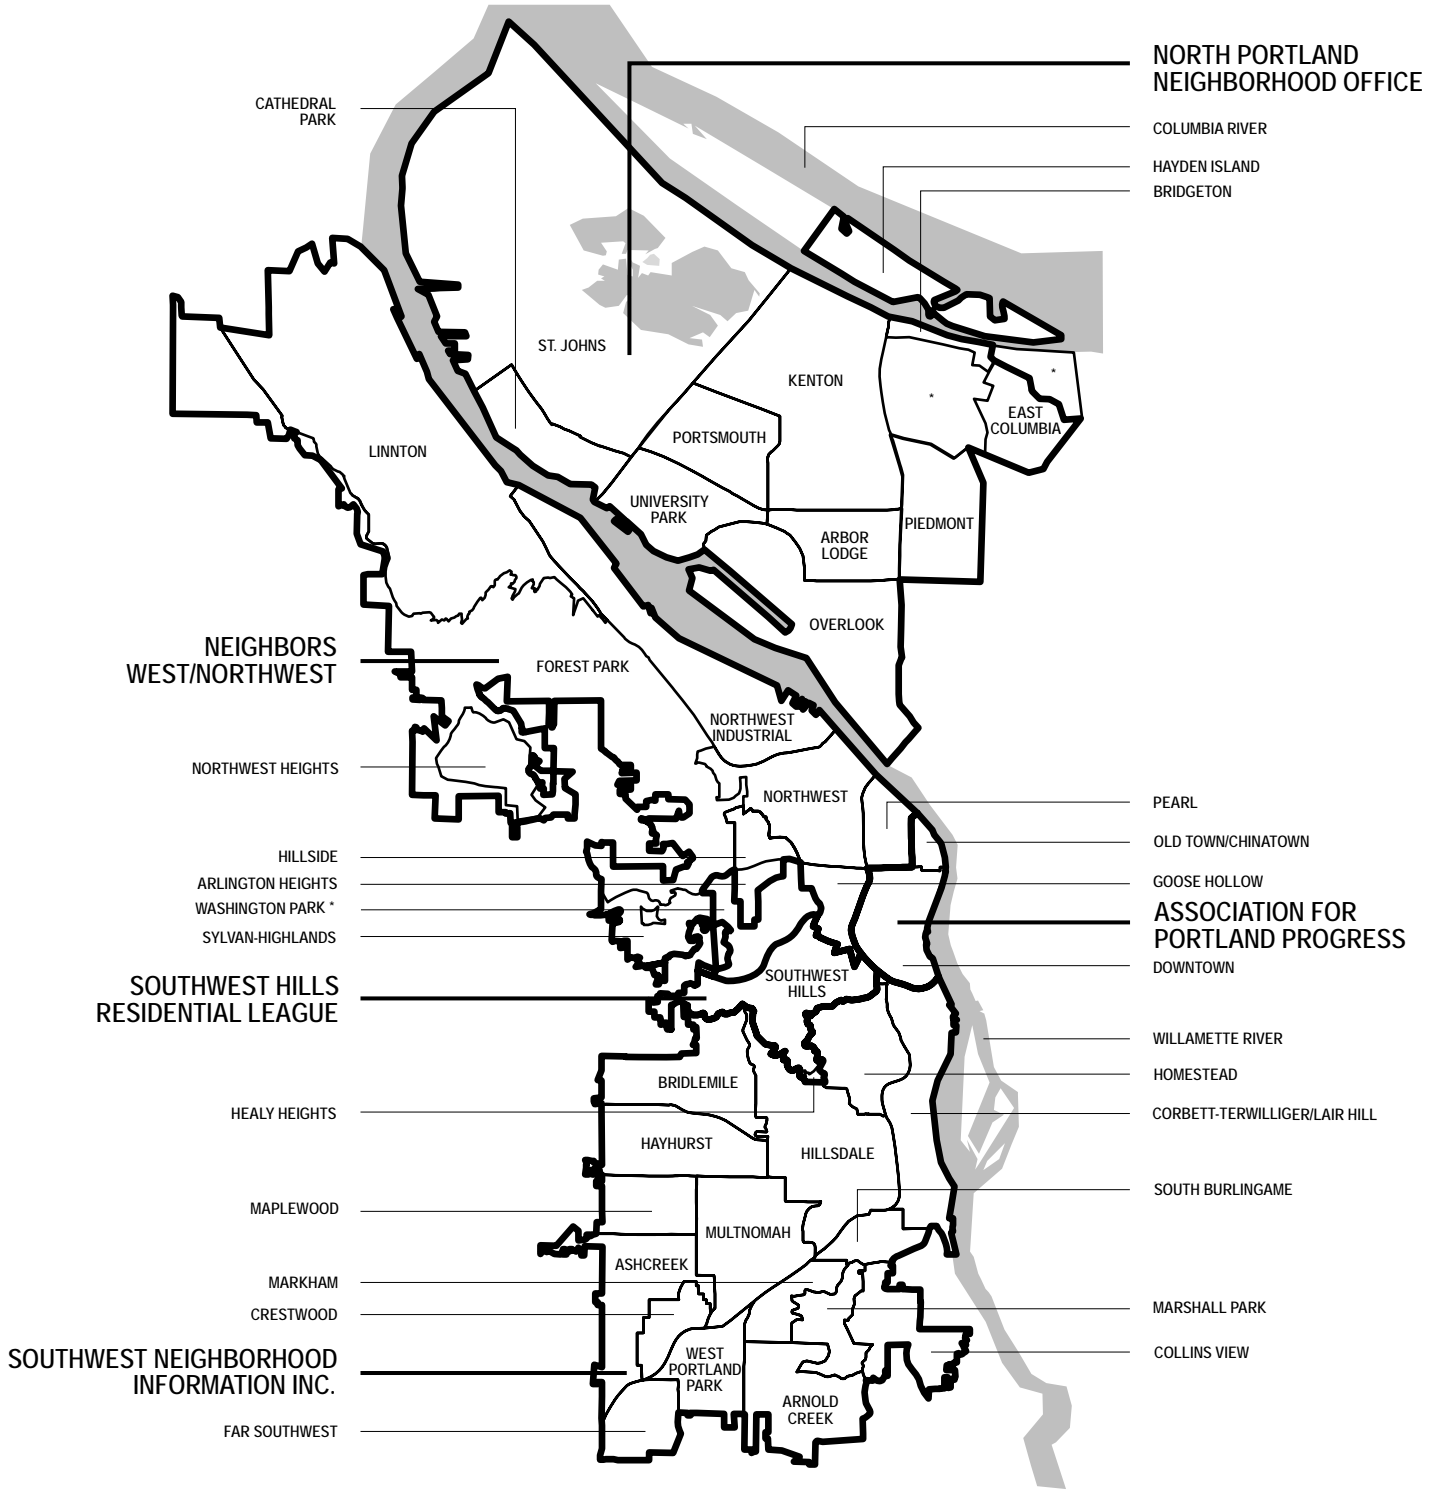 NORTH PORTLAND
NEIGHBORHOOD OFFICE
CATHEDRAL
PARK
COLUMBIA RIVER
HAYDEN ISLAND
BRIDGETON
ST. JOHNS
KENTON
*
*
EAST
COLUMBIA
PORTSMOUTH
LINNTON
UNIVERSITY
PARK
PIEDMONT
ARBOR
LODGE
OVERLOOK
NEIGHBORS
WEST/NORTHWEST
FOREST PARK
NORTHWEST
INDUSTRIAL
NORTHWEST HEIGHTS
NORTHWEST
PEARL
OLD TOWN/CHINATOWN
HILLSIDE
ARLINGTON HEIGHTS
GOOSE HOLLOW
WASHINGTON PARK *
ASSOCIATION FOR
PORTLAND PROGRESS
SYLVAN-HIGHLANDS
DOWNTOWN
SOUTHWEST
HILLS
SOUTHWEST HILLS
RESIDENTIAL LEAGUE
WILLAMETTE RIVER
HOMESTEAD
BRIDLEMILE
HEALY HEIGHTS
CORBETT-TERWILLIGER/LAIR HILL
HAYHURST
HILLSDALE
SOUTH BURLINGAME
MAPLEWOOD
MULTNOMAH
ASHCREEK
MARKHAM
CRESTWOOD
MARSHALL PARK
SOUTHWEST NEIGHBORHOOD
INFORMATION INC.
WEST
PORTLAND
PARK
COLLINS VIEW
ARNOLD
CREEK
FAR SOUTHWEST